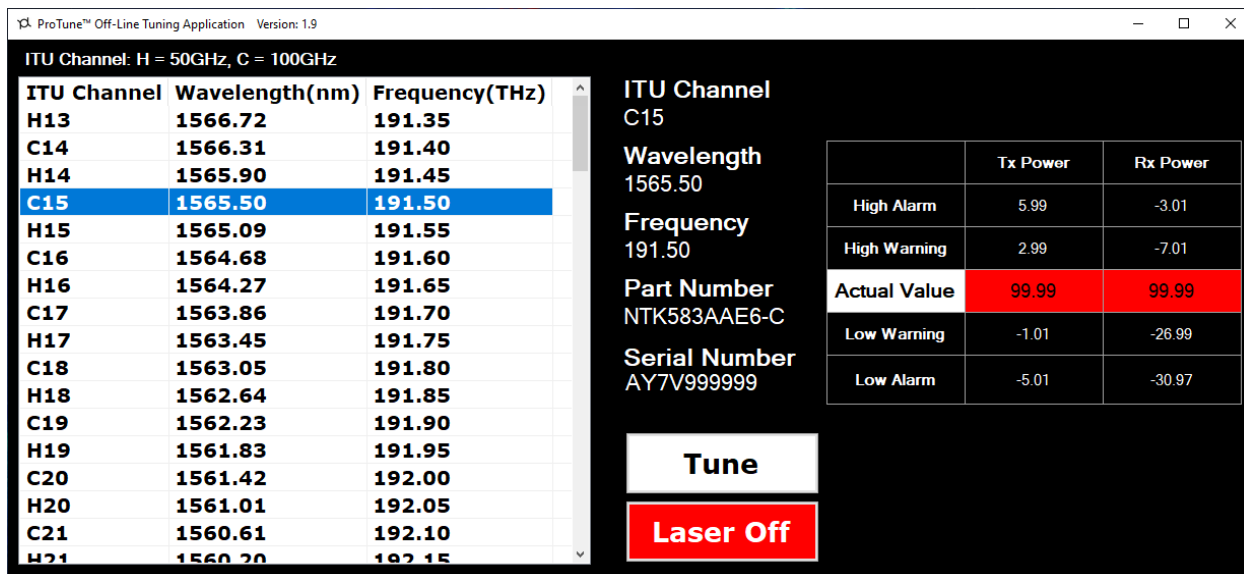 ProTune™ Off-Line Tuning Application Version: 1.9
ITU Channel: H = 50GHz, C = 100GHz
ITU Channel Wavelength(nm) Frequency(THz)
H13 1566.72 191.35
C14 1566.31 191.40
H14 1565.90 191.45
C15 1565.50 191.50
H15 1565.09 191.55
C16 1564.68 191.60
H16 1564.27 191.65
C17 1563.86 191.70
H17 1563.45 191.75
C18 1563.05 191.80
H18 1562.64 191.85
C19 1562.23 191.90
H19 1561.83 191.95
C20 1561.42 192.00
H20 1561.01 192.05
C21 1560.61 192.10
H21 1560.20 192.15
ITU Channel
C15
Wavelength
1565.50
Frequency
191.50
Part Number
NTK583AAE6-C
Serial Number
AY7V999999
Tx Power Rx Power
High Alarm 5.99 -3.01
High Warning 2.99 -7.01
Actual Value 99.99 99.99
Low Warning -1.01 -26.99
Low Alarm -5.01 -30.97
Tune
Laser Off